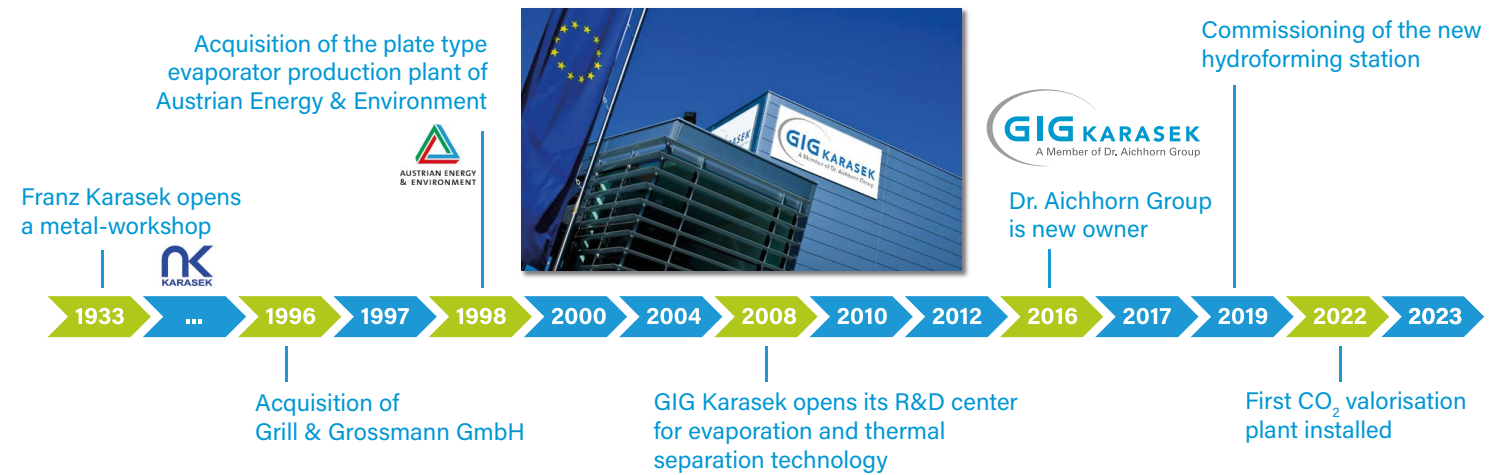 Acquisition of the plate type
evaporator production plant of
Austrian Energy & Environment
AUSTRIAN ENERGY
& ENVIRONMENT
Franz Karasek opens
a metal-workshop
nK
KARASEK
GIG KARASEK
A Member of Dr. Aichhorn Group
KARASEK
GIG KARASEK
A Member of Dr. Aichhorn Group
Dr. Aichhorn Group
is new owner
Commissioning of the new
hydroforming station
1933
...
1996
1997
1998
2000
2004
2008
2010
2012
2016
2017
2019
2022
2023
Acquisition of
Grill & Grossmann GmbH
GIG Karasek opens its R&D center
for evaporation and thermal
separation technology
First CO₂ valorisation
plant installed